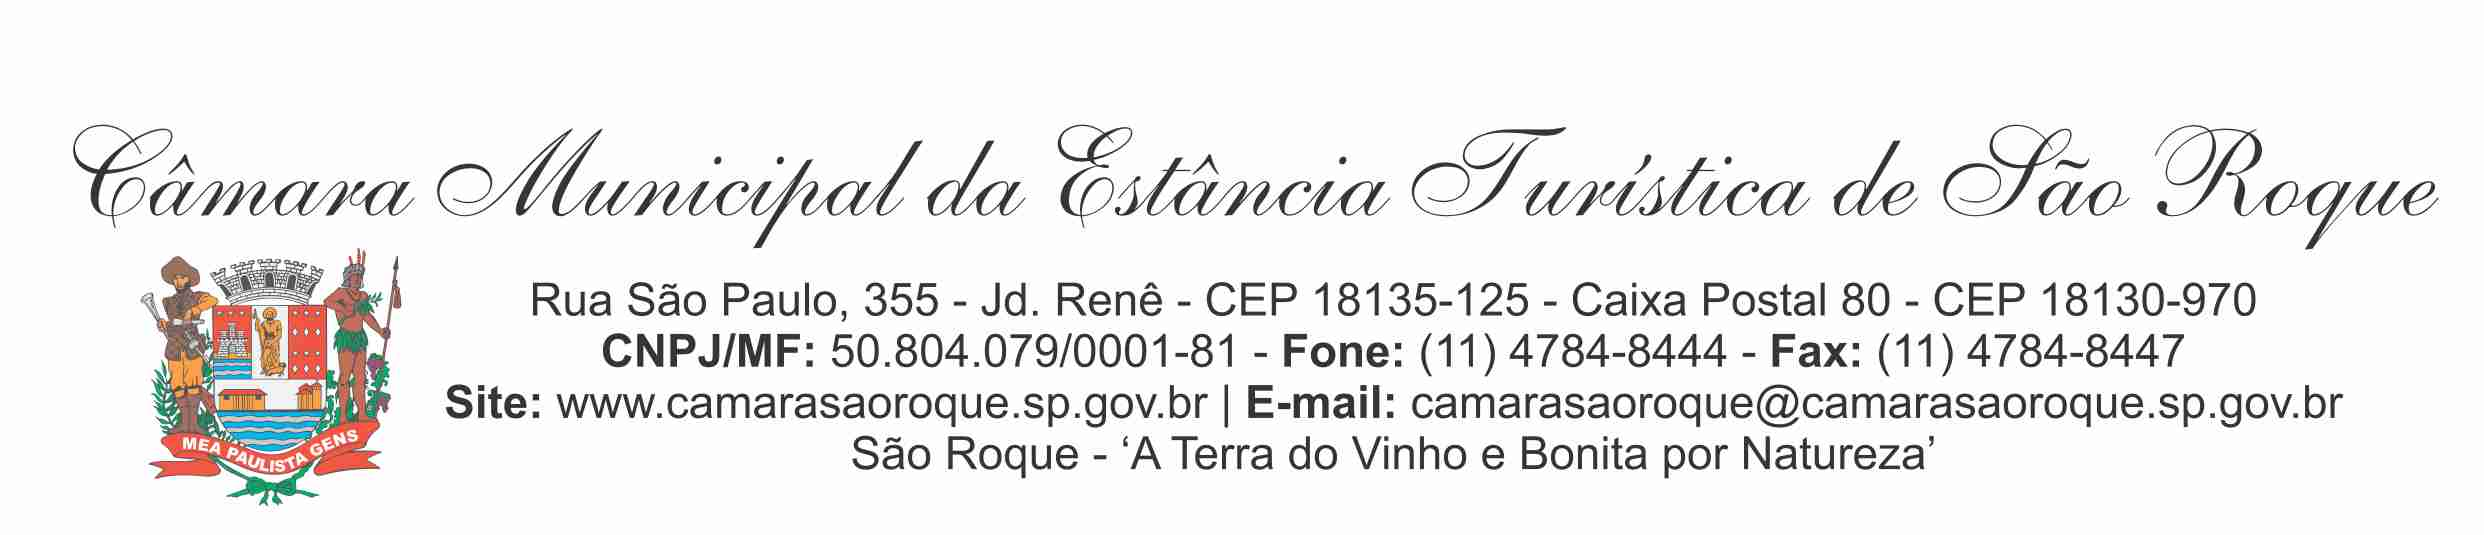 Câmara Municipal da Estância Turística de São Roque
Rua São Paulo, 355 - Jd. Renê - CEP 18135-125 - Caixa Postal 80 - CEP 18130-970
CNPJ/MF: 50.804.079/0001-81 - Fone: (11) 4784-8444 - Fax: (11) 4784-8447
Site: www.camarasaoroque.sp.gov.br | E-mail: camarasaoroque@camarasaoroque.sp.gov.br
São Roque - ‘A Terra do Vinho e Bonita por Natureza’
MEA PAULISTA GENS